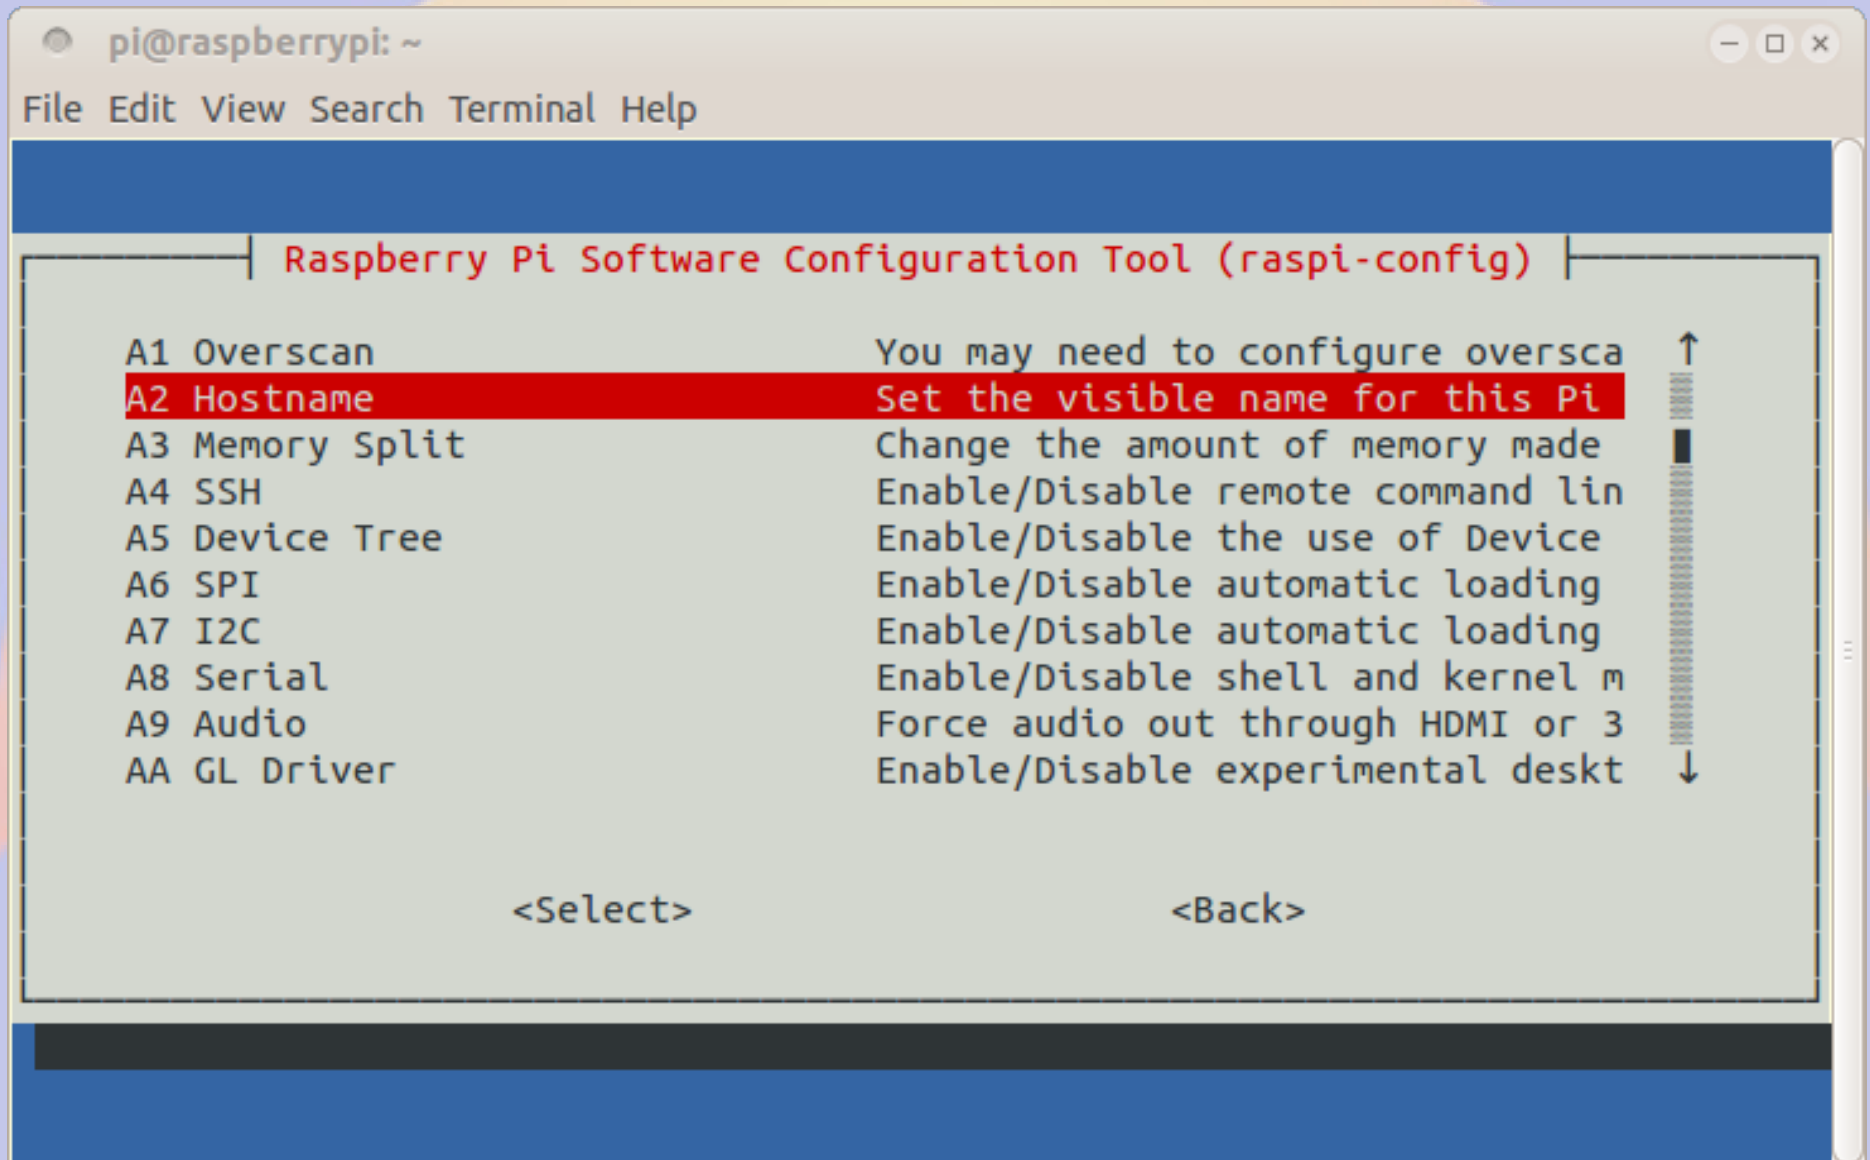 pi@raspberrypi: ~
File Edit View Search Terminal Help
Raspberry Pi Software Configuration Tool (raspi-config)
A1 Overscan You may need to configure oversca
A2 Hostname Set the visible name for this Pi
A3 Memory Split Change the amount of memory made
A4 SSH Enable/Disable remote command lin
A5 Device Tree Enable/Disable the use of Device
A6 SPI Enable/Disable automatic loading
A7 I2C Enable/Disable automatic loading
A8 Serial Enable/Disable shell and kernel m
A9 Audio Force audio out through HDMI or 3
AA GL Driver Enable/Disable experimental deskt
<Select> <Back>